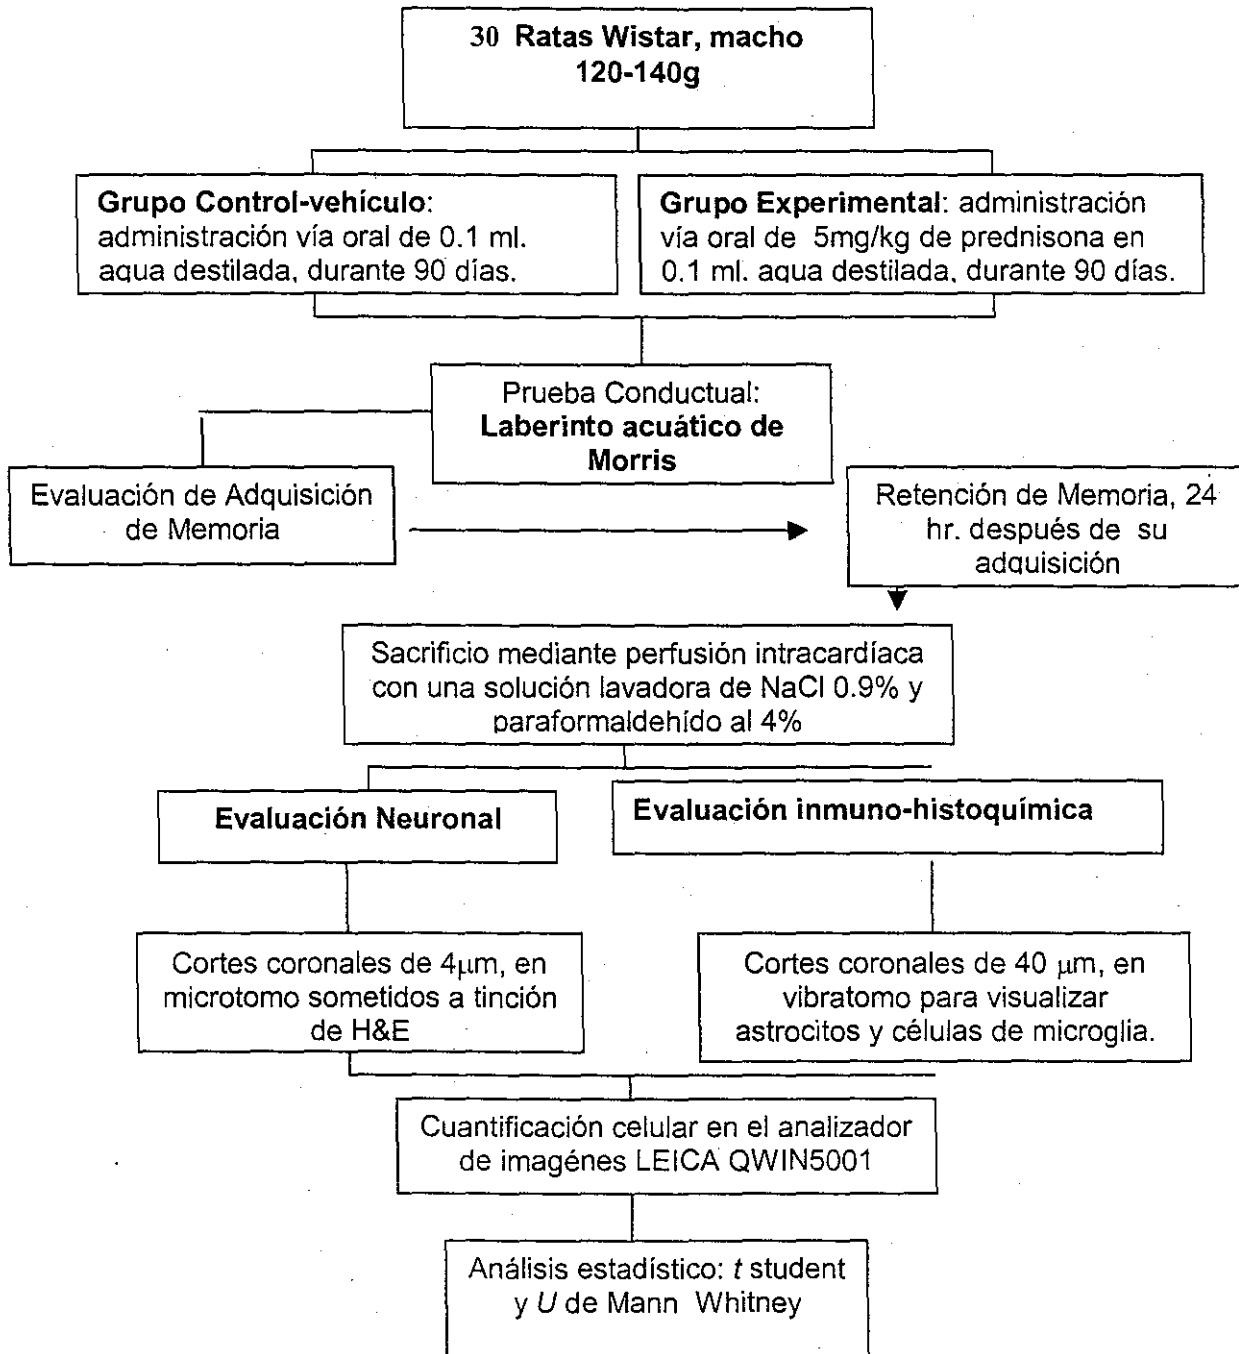 30 Ratas Wistar, macho
120-140g
Grupo Control-vehículo:
administración vía oral de 0.1 ml.
aqua destilada, durante 90 días.
Grupo Experimental: administración
vía oral de 5mg/kg de prednisona en
0.1 ml. aqua destilada, durante 90 días.
Prueba Conductual:
Laberinto acuático de
Morris
Evaluación de Adquisición
de Memoria
Retención de Memoria, 24
hr. después de su
adquisición
Sacrificio mediante perfusión intracardíaca
con una solución lavadora de NaCl 0.9% y
paraformaldehído al 4%
Evaluación Neuronal
Evaluación inmuno-histoquímica
Cortes coronales de 4μm, en
microtomo sometidos a tinción
de H&E
Cortes coronales de 40 μm, en
vibratomo para visualizar
astrocitos y células de microglia.
Cuantificación celular en el analizador
de imagénes LEICA QWIN5001
Análisis estadístico: t student
y U de Mann Whitney